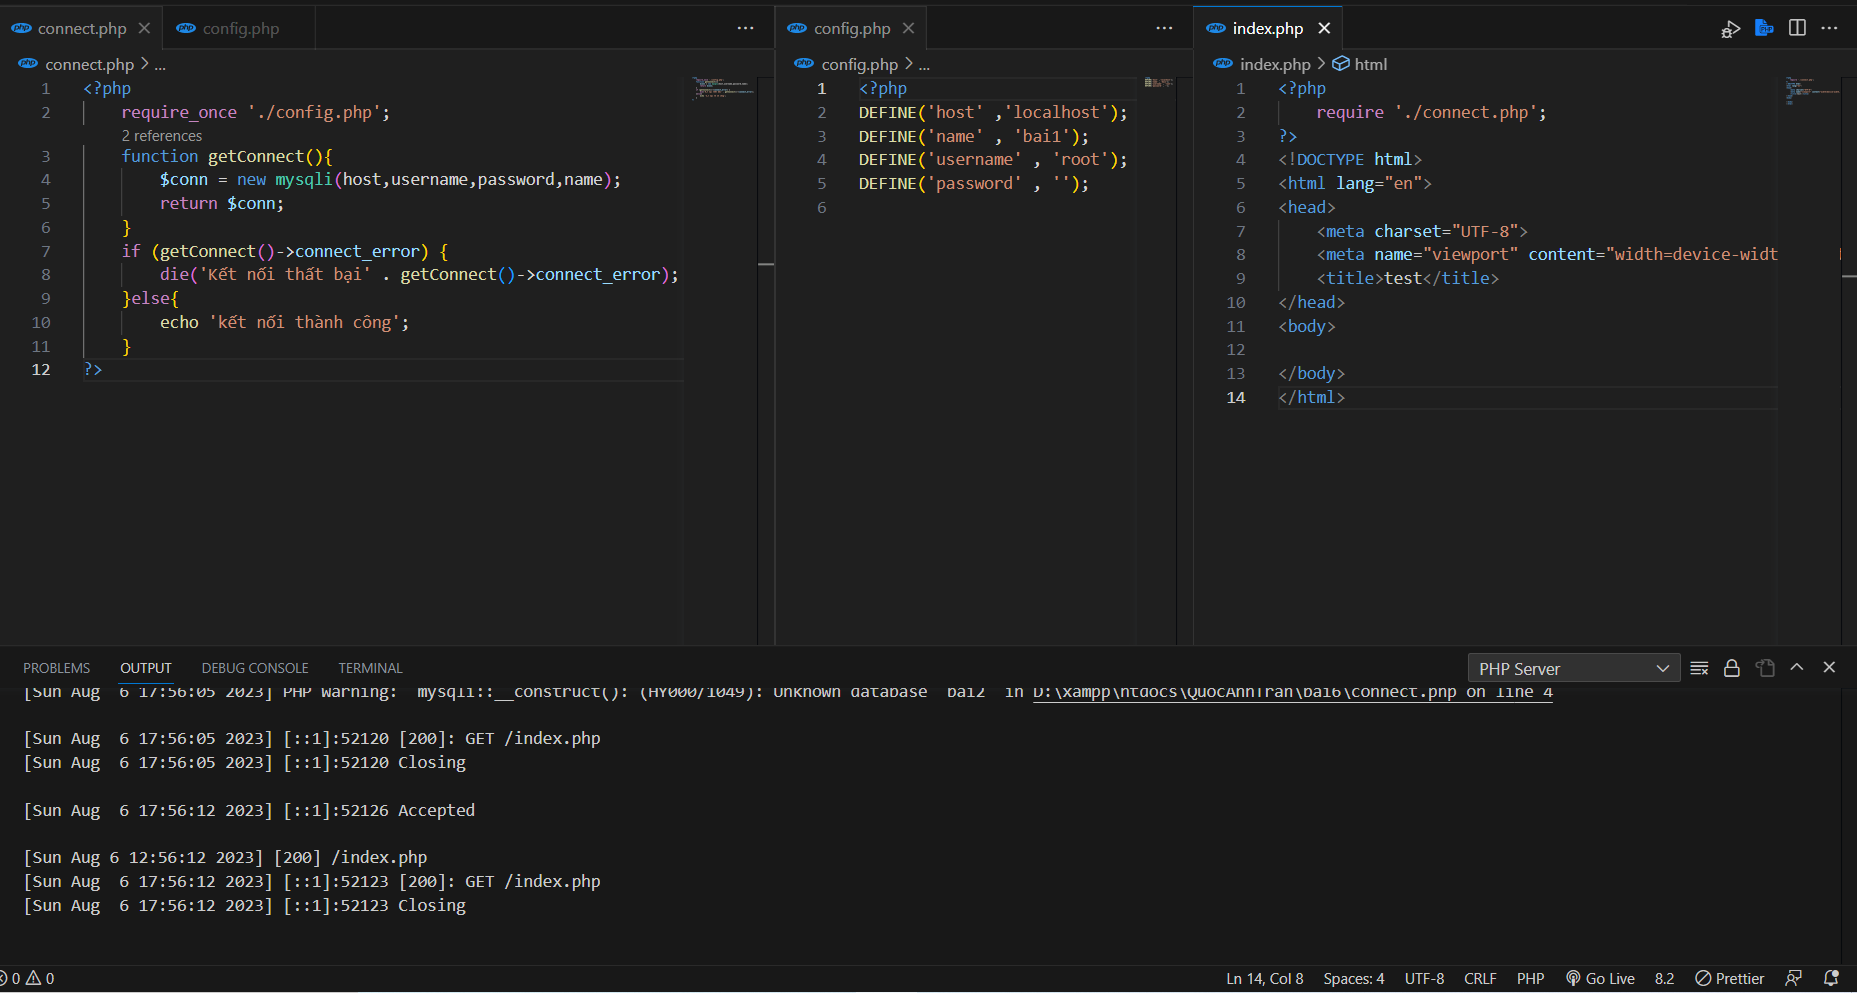 connect.php
config.php
config.php
index.php
connect.php > ...
config.php > ...
index.php > html
1 <?php
2 require_once './config.php';
2 references
3 function getConnect(){
4 $conn = new mysqli(host,username,password,name);
5 return $conn;
6 }
7 if (getConnect()->connect_error) {
8 die('Kết nối thất bại' . getConnect()->connect_error);
9 }else{
10 echo 'kết nối thành công';
11 }
12 ?>
1 <?php
2 DEFINE('host' ,'localhost');
3 DEFINE('name' , 'bai1');
4 DEFINE('username' , 'root');
5 DEFINE('password' , '');
6
1 <?php
2 require './connect.php';
3 ?>
4 <!DOCTYPE html>
5 <html lang="en">
6 <head>
7 <meta charset="UTF-8">
8 <meta name="viewport" content="width=device-widt
9 <title>test</title>
10 </head>
11 <body>
12
13 </body>
14 </html>
PROBLEMS OUTPUT DEBUG CONSOLE TERMINAL PHP Server
[Sun Aug 6 17:56:05 2023] PHP Warning: mysqli::__construct(): (HY000/1049): Unknown database bai2 in D:\xampp\htdocs\QuocAnhTran\bai6\connect.php on line 4
[Sun Aug 6 17:56:05 2023] [::1]:52120 [200]: GET /index.php
[Sun Aug 6 17:56:05 2023] [::1]:52120 Closing
[Sun Aug 6 17:56:12 2023] [::1]:52126 Accepted
[Sun Aug 6 12:56:12 2023] [200] /index.php
[Sun Aug 6 17:56:12 2023] [::1]:52123 [200]: GET /index.php
[Sun Aug 6 17:56:12 2023] [::1]:52123 Closing
0 0 Ln 14, Col 8 Spaces: 4 UTF-8 CRLF PHP Go Live 8.2 Prettier